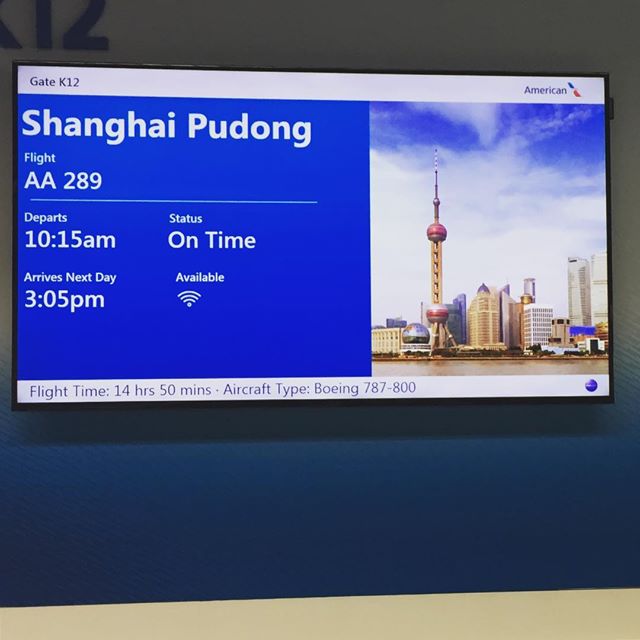 K12
Gate K12
American
Shanghai Pudong
Flight
AA 289
Departs
Status
10:15am
On Time
Arrives Next Day
Available
3:05pm
Flight Time: 14 hrs 50 mins · Aircraft Type: Boeing 787-800